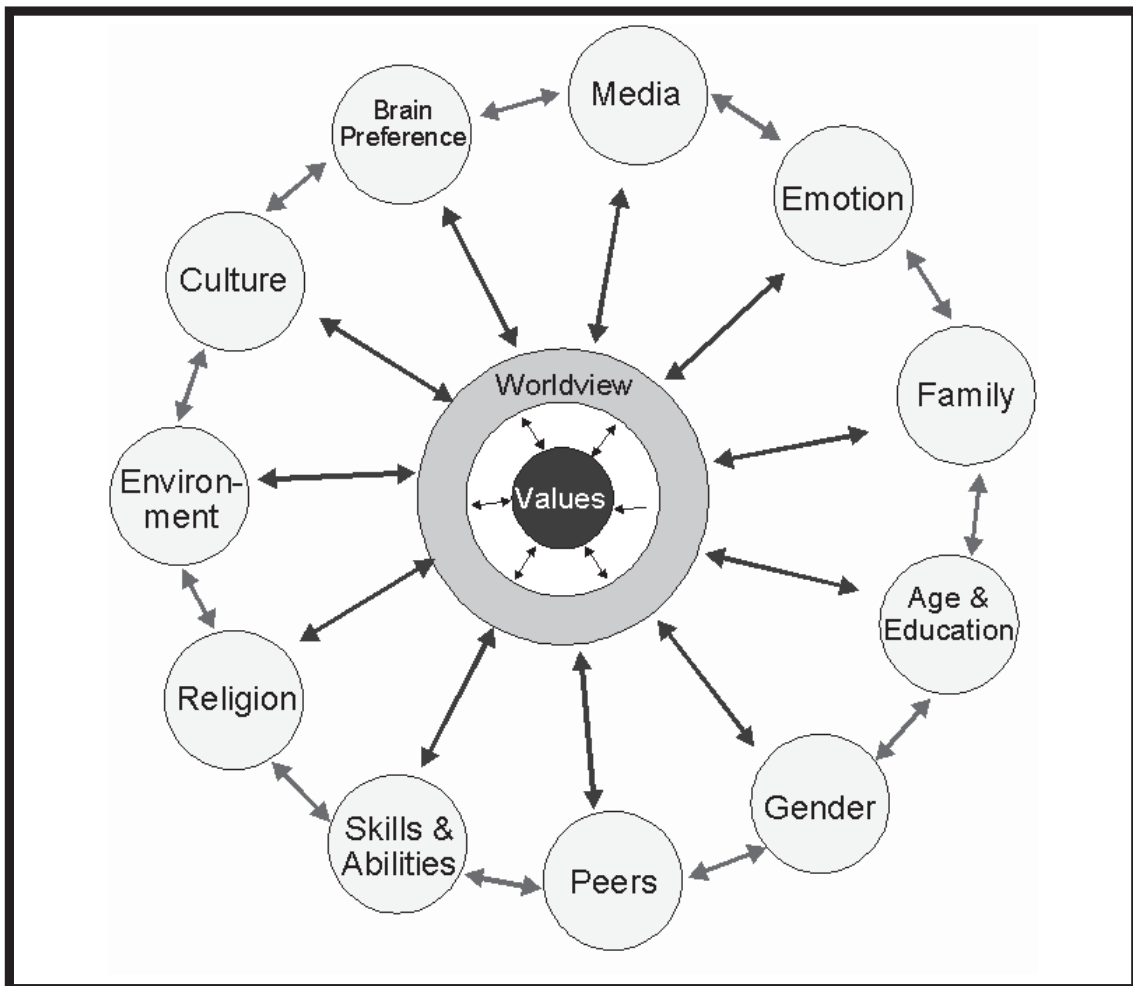 Media
Brain
Preference
Emotion
Culture
Family
Worldview
Values
Environ-
ment
Age &
Education
Religion
Gender
Skills &
Abilities
Peers